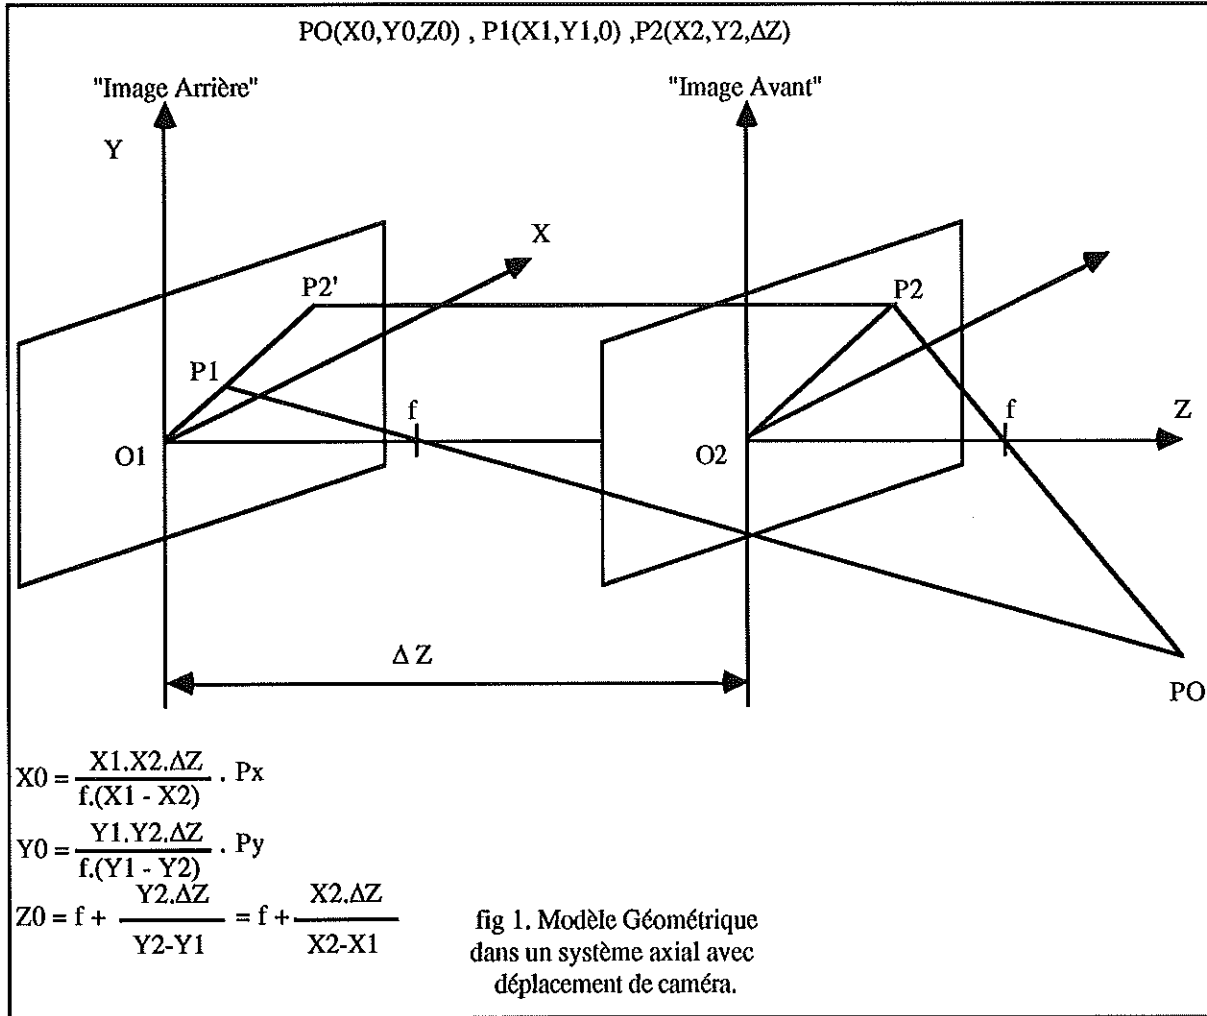 PO(X0,Y0,Z0) , P1(X1,Y1,0) ,P2(X2,Y2,ΔZ)
"Image Arrière"
"Image Avant"
Y
X
P2'
P2
P1
f
f
Z
O1
O2
Δ Z
PO
X0 = X1.X2.ΔZ / f.(X1 - X2) . Px
Y0 = Y1.Y2.ΔZ / f.(Y1 - Y2) . Py
Z0 = f + Y2.ΔZ / Y2-Y1 = f + X2.ΔZ / X2-X1
fig 1. Modèle Géométrique
dans un système axial avec
déplacement de caméra.